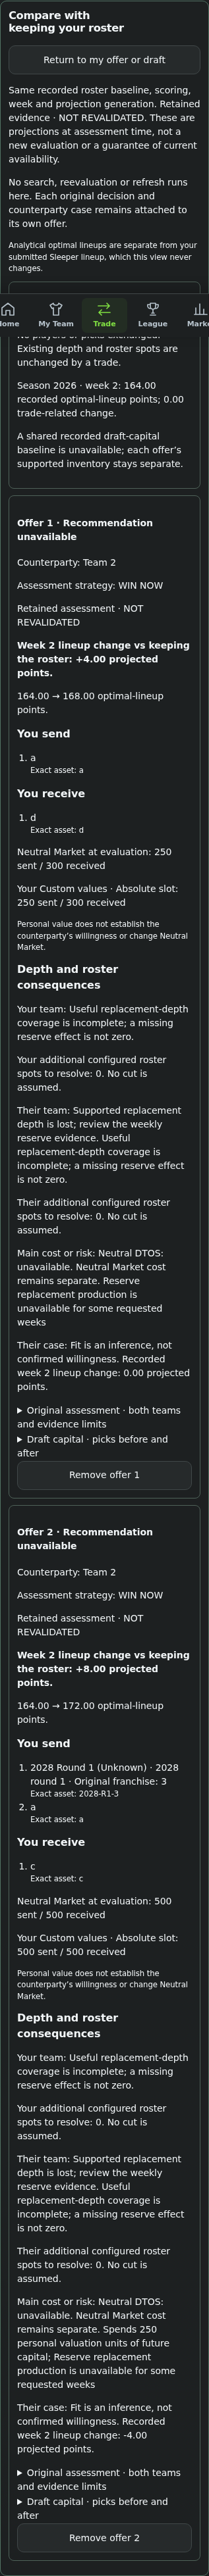 Compare with
keeping your roster
Return to my offer or draft
Same recorded roster baseline, scoring,
week and projection generation. Retained
evidence · NOT REVALIDATED. These are
projections at assessment time, not a
new evaluation or a guarantee of current
availability.
No search, reevaluation or refresh runs
here. Each original decision and
counterparty case remains attached to
its own offer.
Analytical optimal lineups are separate from your
submitted Sleeper lineup, which this view never
changes.
Home
My Team
Trade
League
Existing depth and roster spots are
unchanged by a trade.
Season 2026 · week 2: 164.00
recorded optimal-lineup points; 0.00
trade-related change.
A shared recorded draft-capital
baseline is unavailable; each offer's
supported inventory stays separate.
Offer 1 · Recommendation
unavailable
Counterparty: Team 2
Assessment strategy: WIN NOW
Retained assessment · NOT
REVALIDATED
Week 2 lineup change vs keeping
the roster: +4.00 projected
points.
164.00 → 168.00 optimal-lineup
points.
You send
1. a
Exact asset: a
You receive
1. d
Exact asset: d
Neutral Market at evaluation: 250
sent / 300 received
Your Custom values · Absolute slot:
250 sent / 300 received
Personal value does not establish the
counterparty's willingness or change Neutral
Market.
Depth and roster
consequences
Your team: Useful replacement-depth
coverage is incomplete; a missing
reserve effect is not zero.
Your additional configured roster
spots to resolve: 0. No cut is
assumed.
Their team: Supported replacement
depth is lost; review the weekly
reserve evidence. Useful
replacement-depth coverage is
incomplete; a missing reserve effect
is not zero.
Their additional configured roster
spots to resolve: 0. No cut is
assumed.
Main cost or risk: Neutral DTOS:
unavailable. Neutral Market cost
remains separate. Reserve
replacement production is
unavailable for some requested
weeks
Their case: Fit is an inference, not
confirmed willingness. Recorded
week 2 lineup change: 0.00 projected
points.
▶ Original assessment · both teams
and evidence limits
▶ Draft capital · picks before and
after
Remove offer 1
Offer 2 · Recommendation
unavailable
Counterparty: Team 2
Assessment strategy: WIN NOW
Retained assessment · NOT
REVALIDATED
Week 2 lineup change vs keeping
the roster: +8.00 projected
points.
164.00 → 172.00 optimal-lineup
points.
You send
1. 2028 Round 1 (Unknown) · 2028
round 1 · Original franchise: 3
Exact asset: 2028-R1-3
2. a
Exact asset: a
You receive
1. c
Exact asset: c
Neutral Market at evaluation: 500
sent / 500 received
Your Custom values · Absolute slot:
500 sent / 500 received
Personal value does not establish the
counterparty's willingness or change Neutral
Market.
Depth and roster
consequences
Your team: Useful replacement-depth
coverage is incomplete; a missing
reserve effect is not zero.
Your additional configured roster
spots to resolve: 0. No cut is
assumed.
Their team: Supported replacement
depth is lost; review the weekly
reserve evidence. Useful
replacement-depth coverage is
incomplete; a missing reserve effect
is not zero.
Their additional configured roster
spots to resolve: 0. No cut is
assumed.
Main cost or risk: Neutral DTOS:
unavailable. Neutral Market cost
remains separate. Spends 250
personal valuation units of future
capital; Reserve replacement
production is unavailable for some
requested weeks
Their case: Fit is an inference, not
confirmed willingness. Recorded
week 2 lineup change: -4.00
projected points.
▶ Original assessment · both teams
and evidence limits
▶ Draft capital · picks before and
after
Remove offer 2